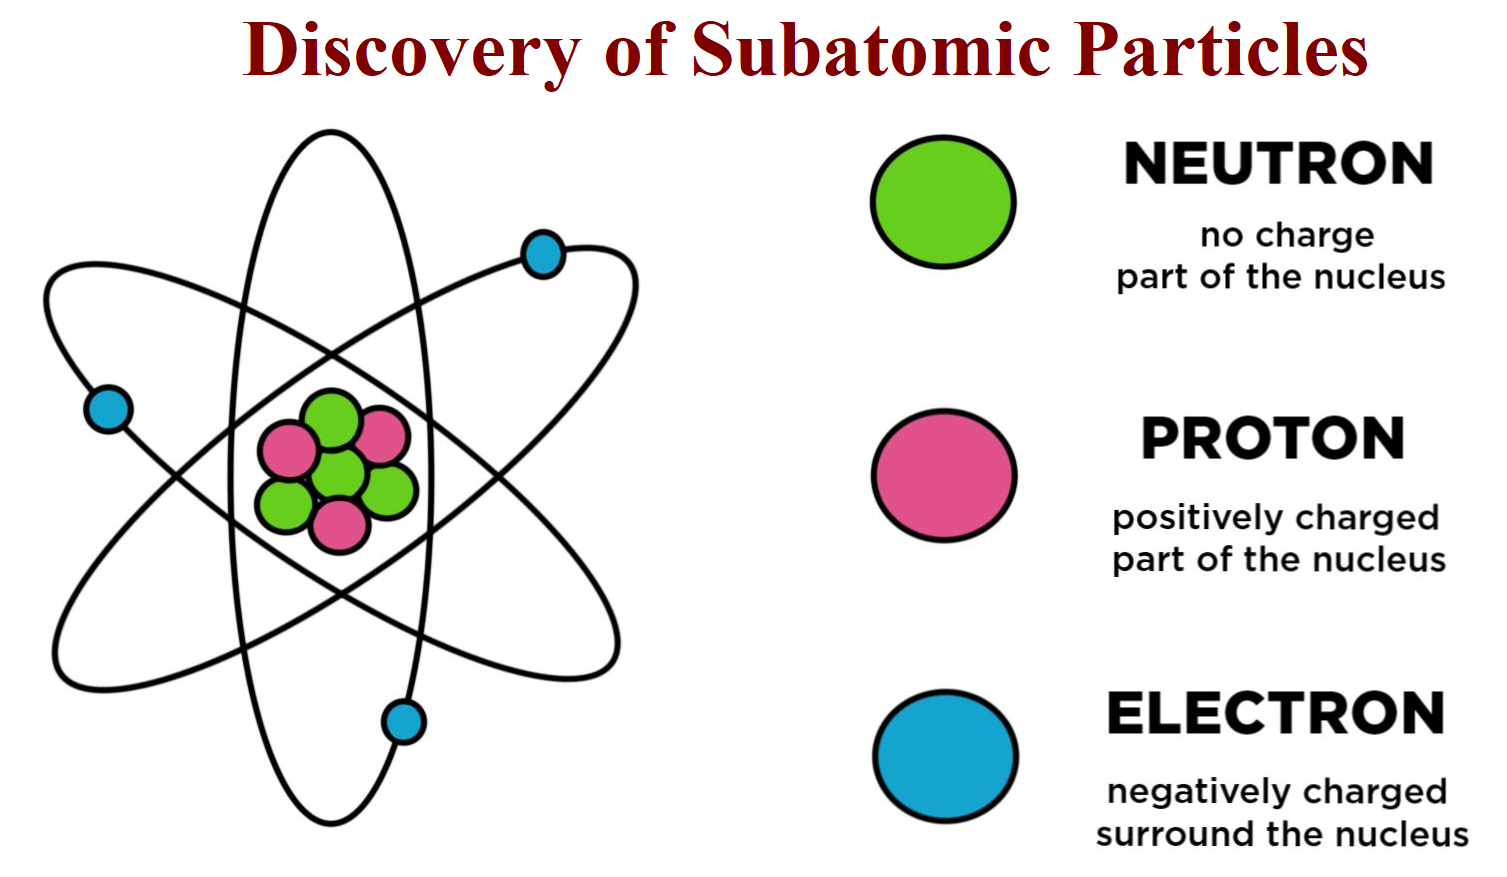 Discovery of Subatomic Particles
NEUTRON
no charge
part of the nucleus
PROTON
positively charged
part of the nucleus
ELECTRON
negatively charged
surround the nucleus